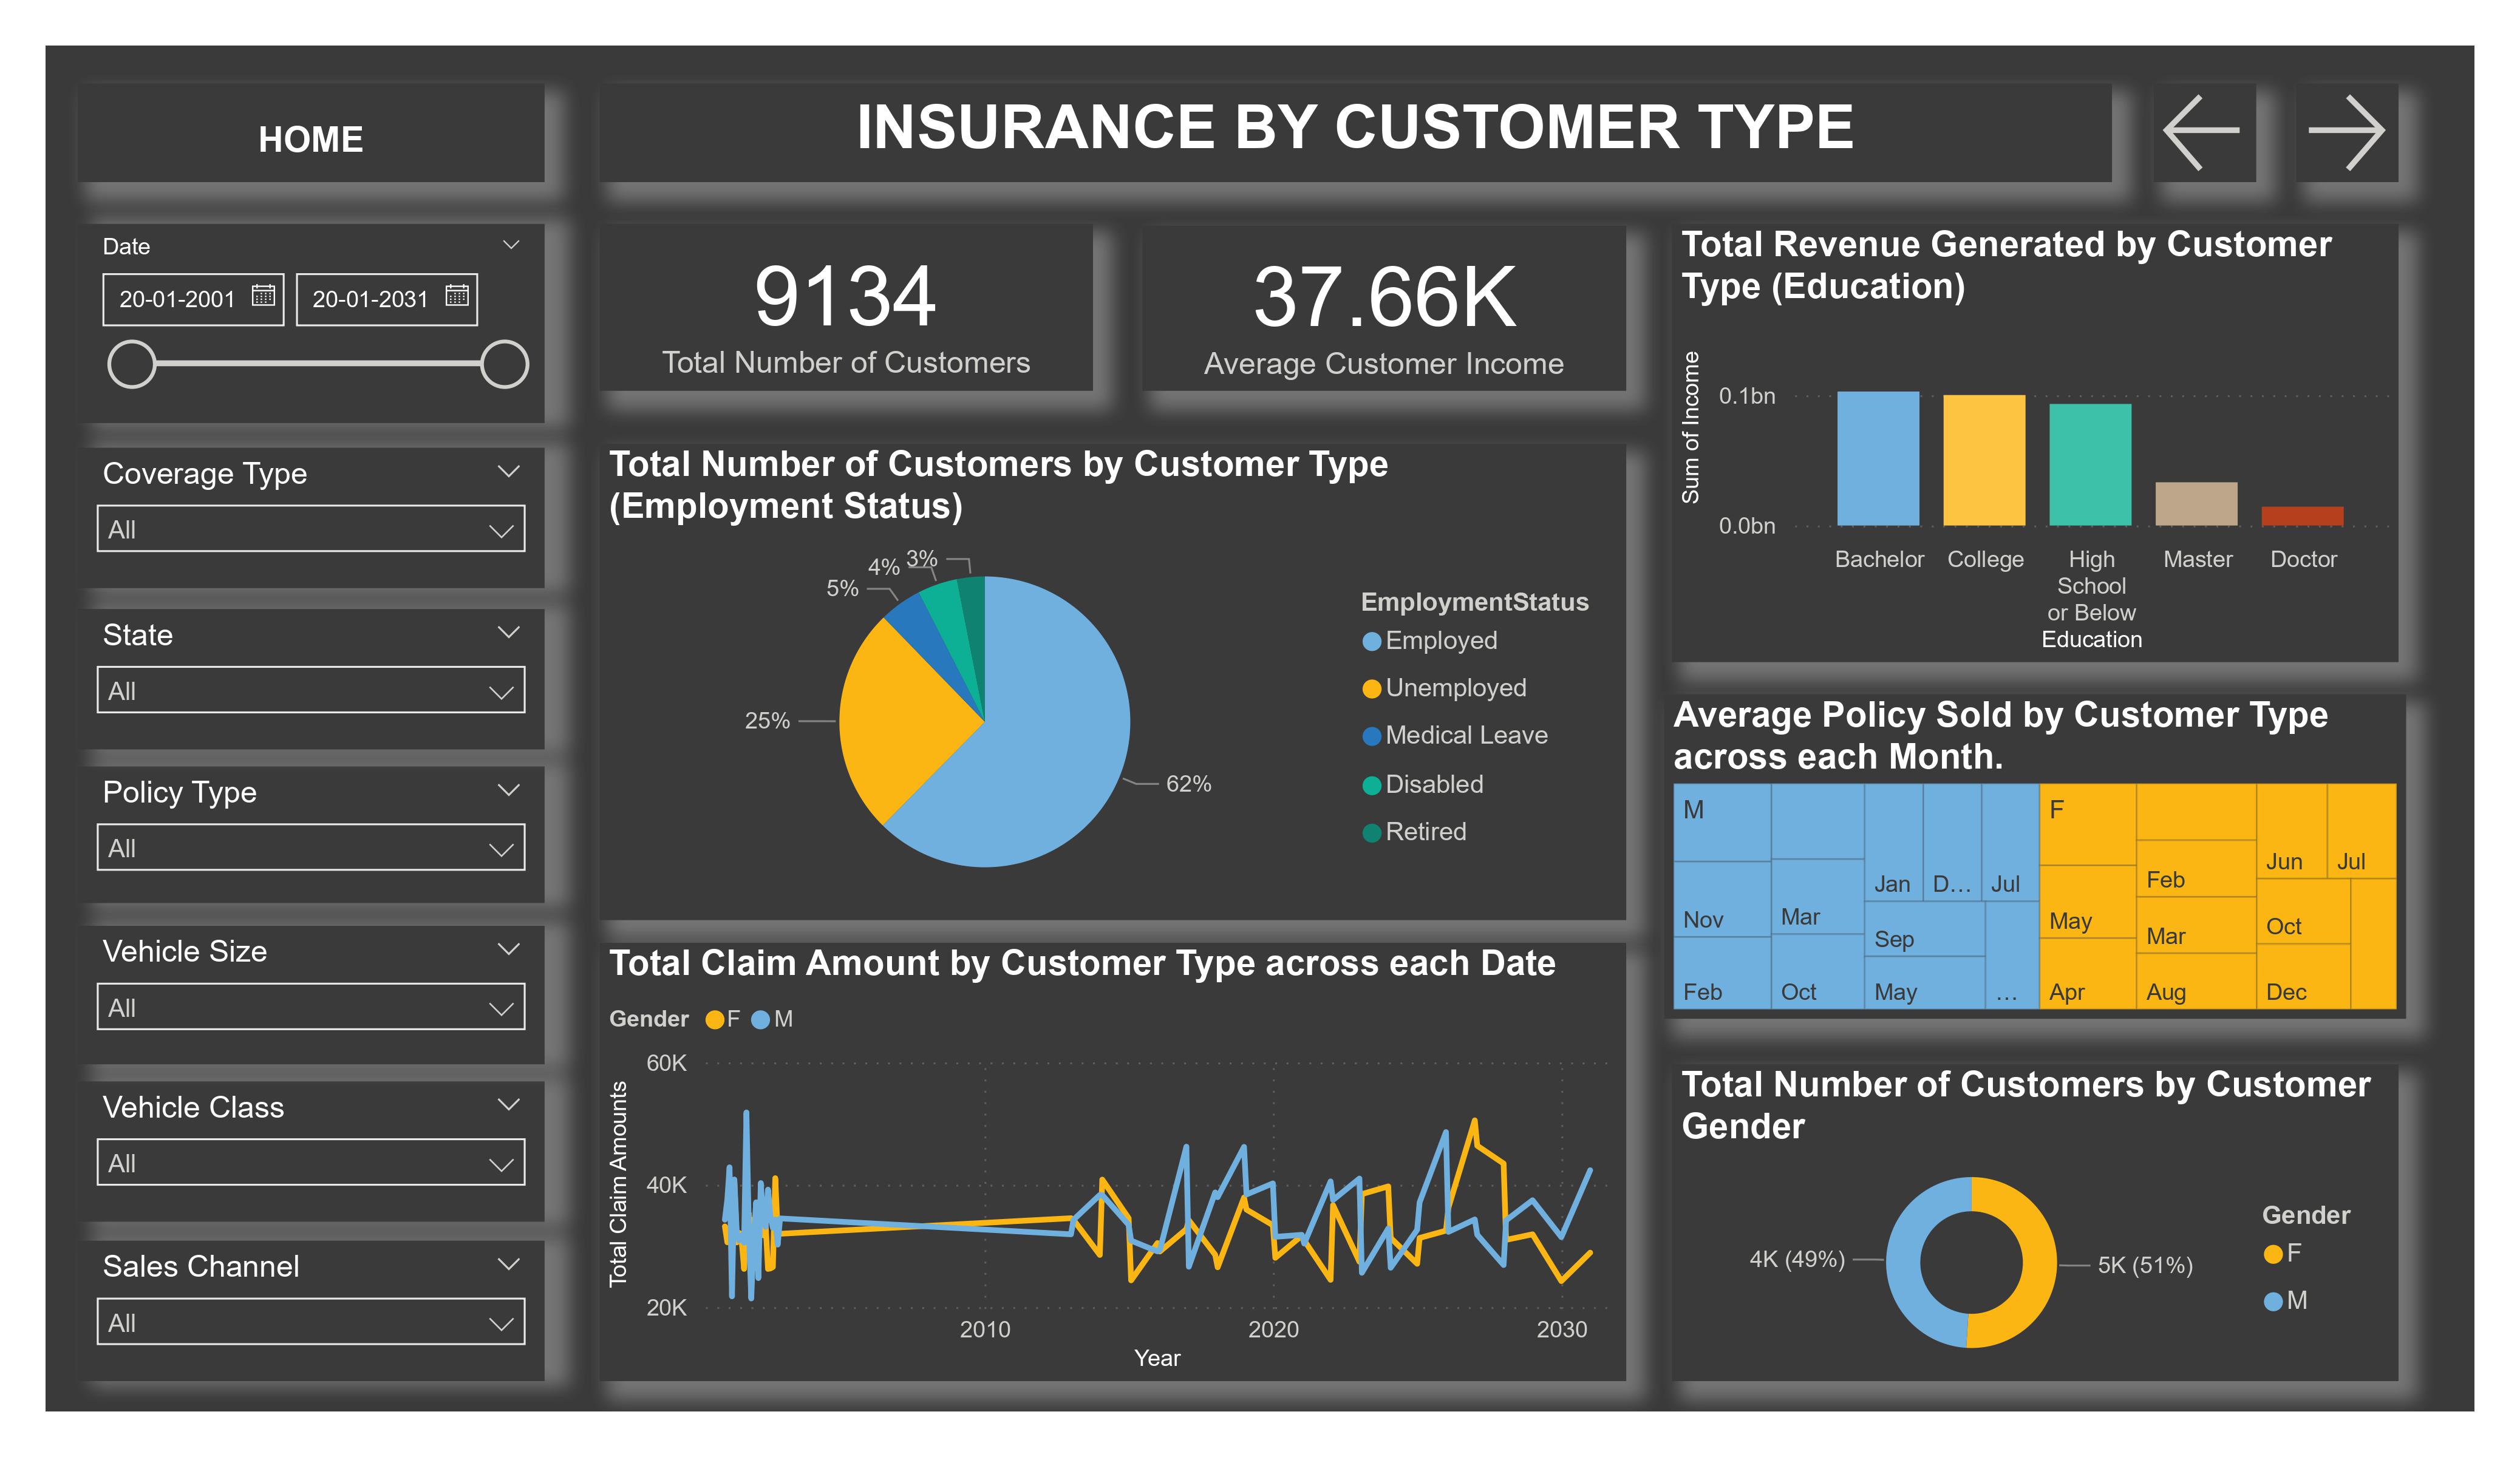 HOME
INSURANCE BY CUSTOMER TYPE
Date
20-01-2001
20-01-2031
Coverage Type
All
State
All
Policy Type
All
Vehicle Size
All
Vehicle Class
All
Sales Channel
All
9134
Total Number of Customers
37.66K
Average Customer Income
Total Number of Customers by Customer Type
(Employment Status)
3%
4%
5%
25%
62%
EmploymentStatus
Employed
Unemployed
Medical Leave
Disabled
Retired
Total Claim Amount by Customer Type across each Date
Gender F M
Total Claim Amounts
60K
40K
20K
2010 2020 2030
Year
Total Revenue Generated by Customer
Type (Education)
Sum of Income
0.1bn
0.0bn
Bachelor College High Master Doctor
School
or Below
Education
Average Policy Sold by Customer Type
across each Month.
M
Nov
Feb
Mar
Oct
Jan
D…
Jul
Sep
May
…
F
May
Apr
Feb
Mar
Aug
Jun
Jul
Oct
Dec
Total Number of Customers by Customer
Gender
4K (49%)
5K (51%)
Gender
F
M